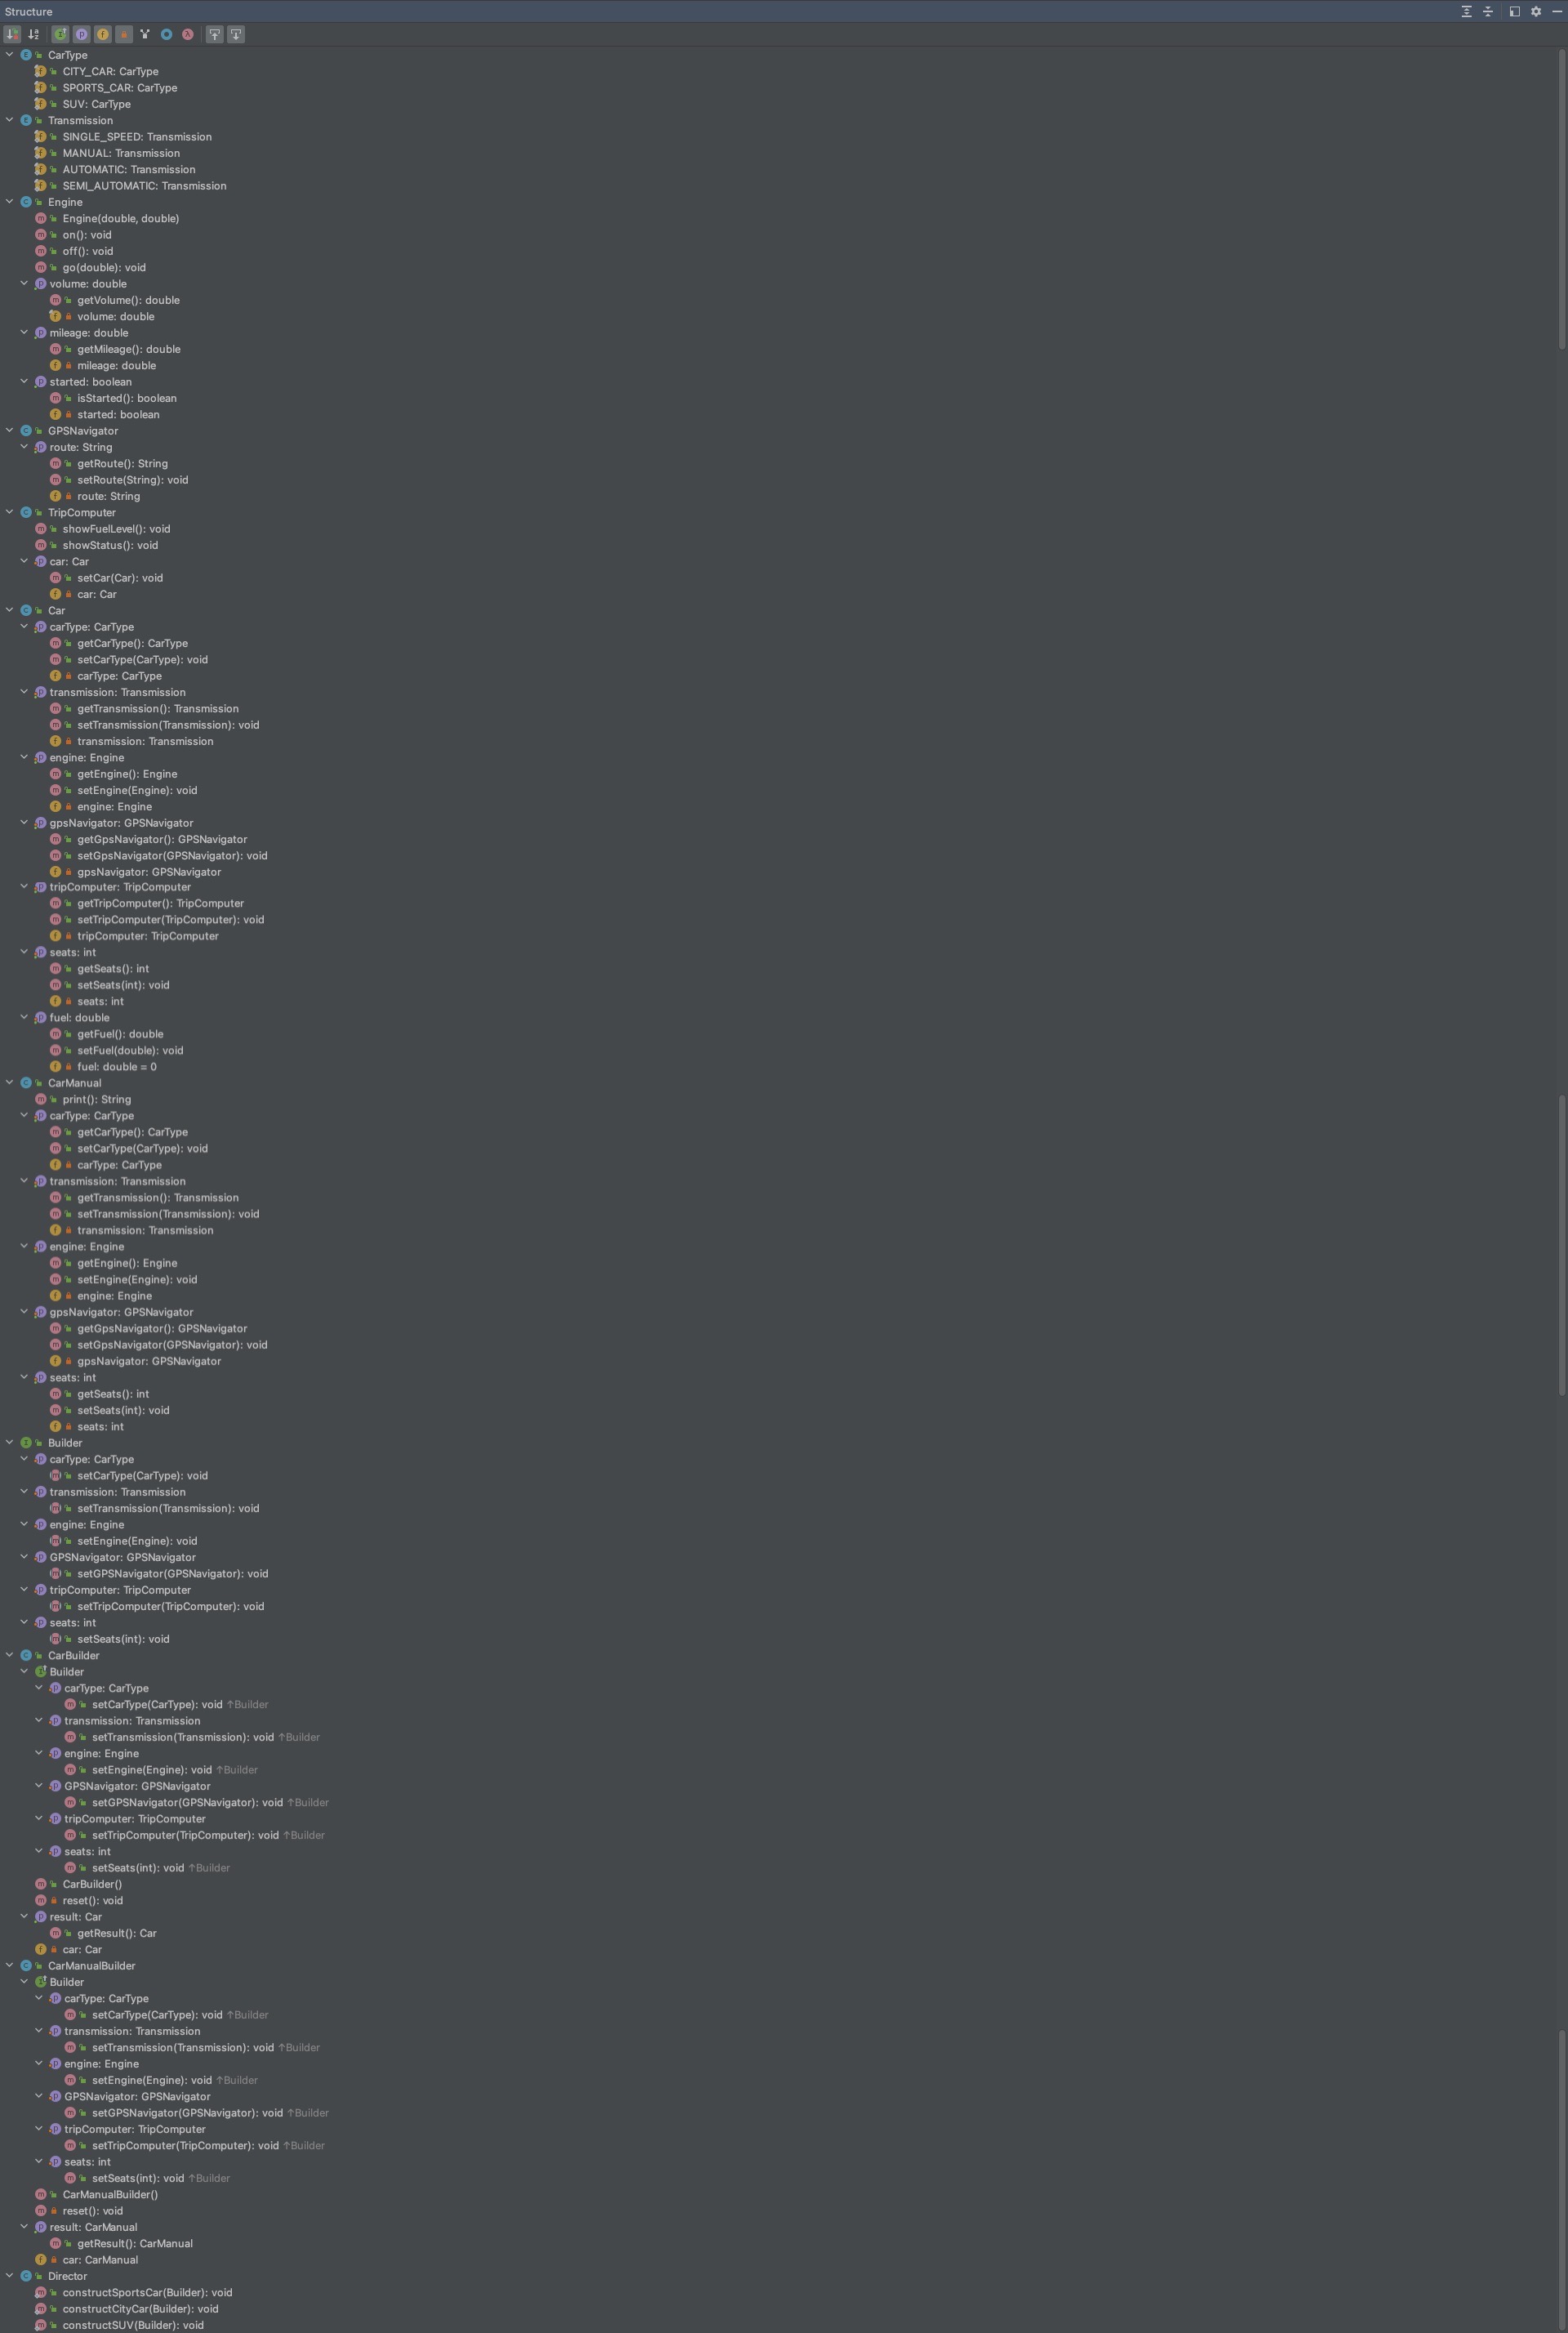 Structure
CarType
CITY_CAR: CarType
SPORTS_CAR: CarType
SUV: CarType
Transmission
SINGLE_SPEED: Transmission
MANUAL: Transmission
AUTOMATIC: Transmission
SEMI_AUTOMATIC: Transmission
Engine
Engine(double, double)
on(): void
off(): void
go(double): void
volume: double
getVolume(): double
volume: double
mileage: double
getMileage(): double
mileage: double
started: boolean
isStarted(): boolean
started: boolean
GPSNavigator
route: String
getRoute(): String
setRoute(String): void
route: String
TripComputer
showFuelLevel(): void
showStatus(): void
car: Car
setCar(Car): void
car: Car
Car
carType: CarType
getCarType(): CarType
setCarType(CarType): void
carType: CarType
transmission: Transmission
getTransmission(): Transmission
setTransmission(Transmission): void
transmission: Transmission
engine: Engine
getEngine(): Engine
setEngine(Engine): void
engine: Engine
gpsNavigator: GPSNavigator
getGpsNavigator(): GPSNavigator
setGpsNavigator(GPSNavigator): void
gpsNavigator: GPSNavigator
tripComputer: TripComputer
getTripComputer(): TripComputer
setTripComputer(TripComputer): void
tripComputer: TripComputer
seats: int
getSeats(): int
setSeats(int): void
seats: int
fuel: double
getFuel(): double
setFuel(double): void
fuel: double = 0
CarManual
print(): String
carType: CarType
getCarType(): CarType
setCarType(CarType): void
carType: CarType
transmission: Transmission
getTransmission(): Transmission
setTransmission(Transmission): void
transmission: Transmission
engine: Engine
getEngine(): Engine
setEngine(Engine): void
engine: Engine
gpsNavigator: GPSNavigator
getGpsNavigator(): GPSNavigator
setGpsNavigator(GPSNavigator): void
gpsNavigator: GPSNavigator
seats: int
getSeats(): int
setSeats(int): void
seats: int
Builder
carType: CarType
setCarType(CarType): void
transmission: Transmission
setTransmission(Transmission): void
engine: Engine
setEngine(Engine): void
GPSNavigator: GPSNavigator
setGPSNavigator(GPSNavigator): void
tripComputer: TripComputer
setTripComputer(TripComputer): void
seats: int
setSeats(int): void
CarBuilder
Builder
carType: CarType
setCarType(CarType): void ↑Builder
transmission: Transmission
setTransmission(Transmission): void ↑Builder
engine: Engine
setEngine(Engine): void ↑Builder
GPSNavigator: GPSNavigator
setGPSNavigator(GPSNavigator): void ↑Builder
tripComputer: TripComputer
setTripComputer(TripComputer): void ↑Builder
seats: int
setSeats(int): void ↑Builder
CarBuilder()
reset(): void
result: Car
getResult(): Car
car: Car
CarManualBuilder
Builder
carType: CarType
setCarType(CarType): void ↑Builder
transmission: Transmission
setTransmission(Transmission): void ↑Builder
engine: Engine
setEngine(Engine): void ↑Builder
GPSNavigator: GPSNavigator
setGPSNavigator(GPSNavigator): void ↑Builder
tripComputer: TripComputer
setTripComputer(TripComputer): void ↑Builder
seats: int
setSeats(int): void ↑Builder
CarManualBuilder()
reset(): void
result: CarManual
getResult(): CarManual
car: CarManual
Director
constructSportsCar(Builder): void
constructCityCar(Builder): void
constructSUV(Builder): void